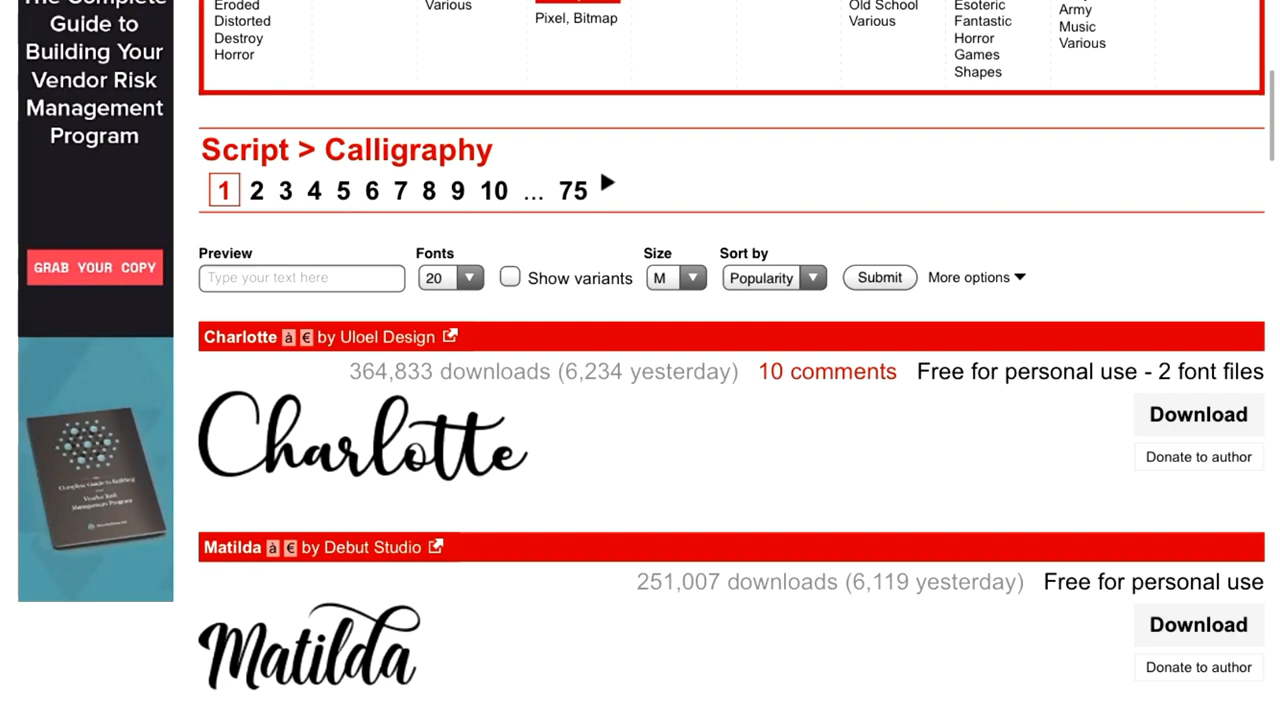 The Complete
Guide to
Building Your
Vendor Risk
Management
Program
GRAB YOUR COPY
Eroded
Distorted
Destroy
Horror
Various
Pixel, Bitmap
Old School
Various
Esoteric
Fantastic
Horror
Games
Shapes
Army
Music
Various
Script > Calligraphy
1 2 3 4 5 6 7 8 9 10 ... 75
Preview Fonts Size Sort by
Type your text here 20 Show variants M Popularity Submit More options
Charlotte à € by Uloel Design
364,833 downloads (6,234 yesterday) 10 comments Free for personal use - 2 font files
Charlotte
Download
Donate to author
Matilda à € by Debut Studio
251,007 downloads (6,119 yesterday) Free for personal use
Matilda
Download
Donate to author